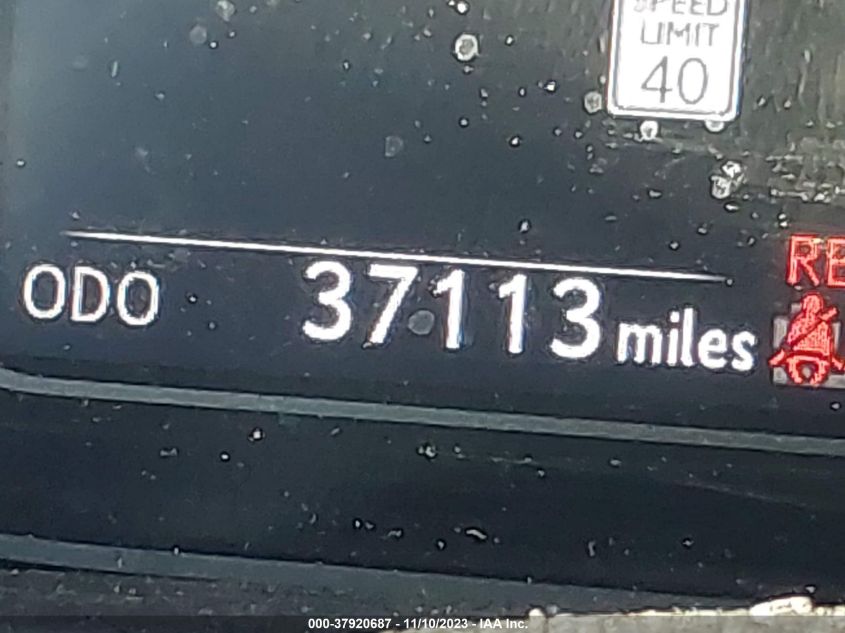 SPEED
LIMIT
40
ODO 37113 miles
000-37920687 - 11/10/2023 - IAA Inc.